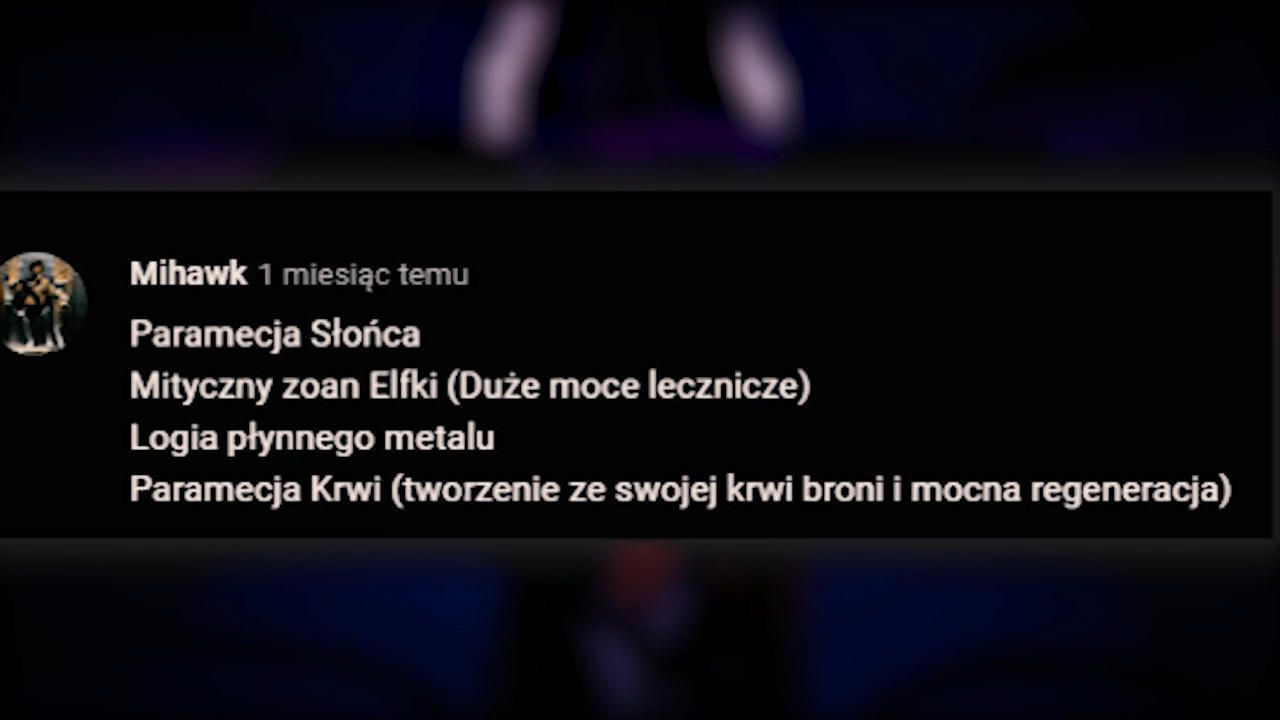 Mihawk 1 miesiąc temu
Paramecja Słońca
Mityczny zoan Elfki (Duże moce lecznicze)
Logia płynnego metalu
Paramecja Krwi (tworzenie ze swojej krwi broni i mocna regeneracja)